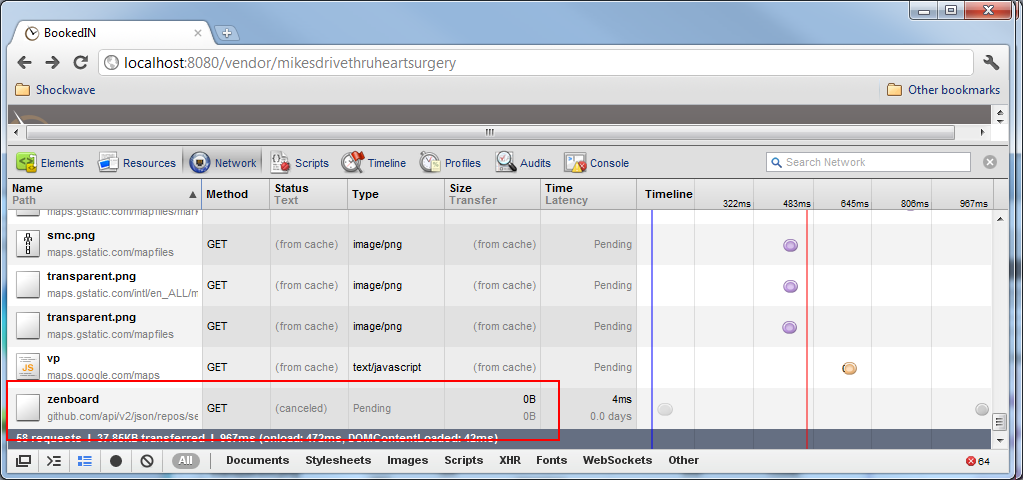 BookedIN
localhost:8080/vendor/mikesdrivethruheartsurgery
Shockwave
Other bookmarks
Elements Resources Network Scripts Timeline Profiles Audits Console Search Network
Name Method Status Type Size Time Timeline
Path Text Transfer Latency 322ms 483ms 645ms 806ms 967ms
maps.gstatic.com/mapfiles/mark
smc.png
GET (from cache) image/png (from cache) Pending
maps.gstatic.com/mapfiles
transparent.png
GET (from cache) image/png (from cache) Pending
maps.gstatic.com/intl/en_ALL/m
transparent.png
GET (from cache) image/png (from cache) Pending
maps.gstatic.com/mapfiles
vp
JS GET (from cache) text/javascript (from cache) Pending
maps.google.com/maps
zenboard 0B 4ms
GET (canceled) Pending
github.com/api/v2/json/repos/se 0B 0.0 days
58 requests | 37.85KB transferred | 967ms (onload: 472ms, DOMContentLoaded: 42ms)
All Documents Stylesheets Images Scripts XHR Fonts WebSockets Other 64